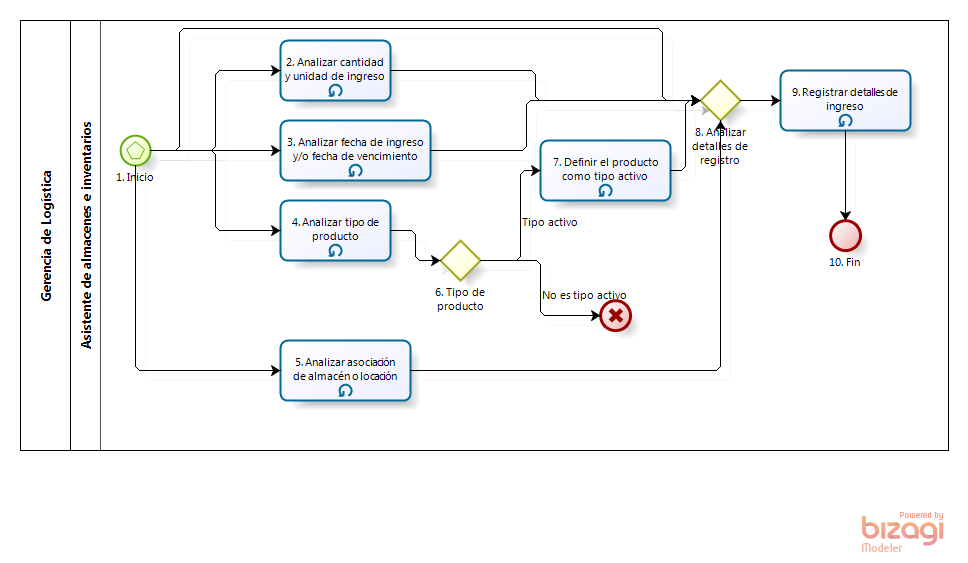 Gerencia de Logística
Asistente de almacenes e inventarios
1. Inicio
2. Analizar cantidad
y unidad de ingreso
3. Analizar fecha de ingreso
y/o fecha de vencimiento
4. Analizar tipo de
producto
5. Analizar asociación
de almacén o locación
6. Tipo de
producto
Tipo activo
No es tipo activo
7. Definir el producto
como tipo activo
8. Analizar
detalles de
registro
9. Registrar detalles de
ingreso
10. Fin
Powered by
bizagi
Modeler